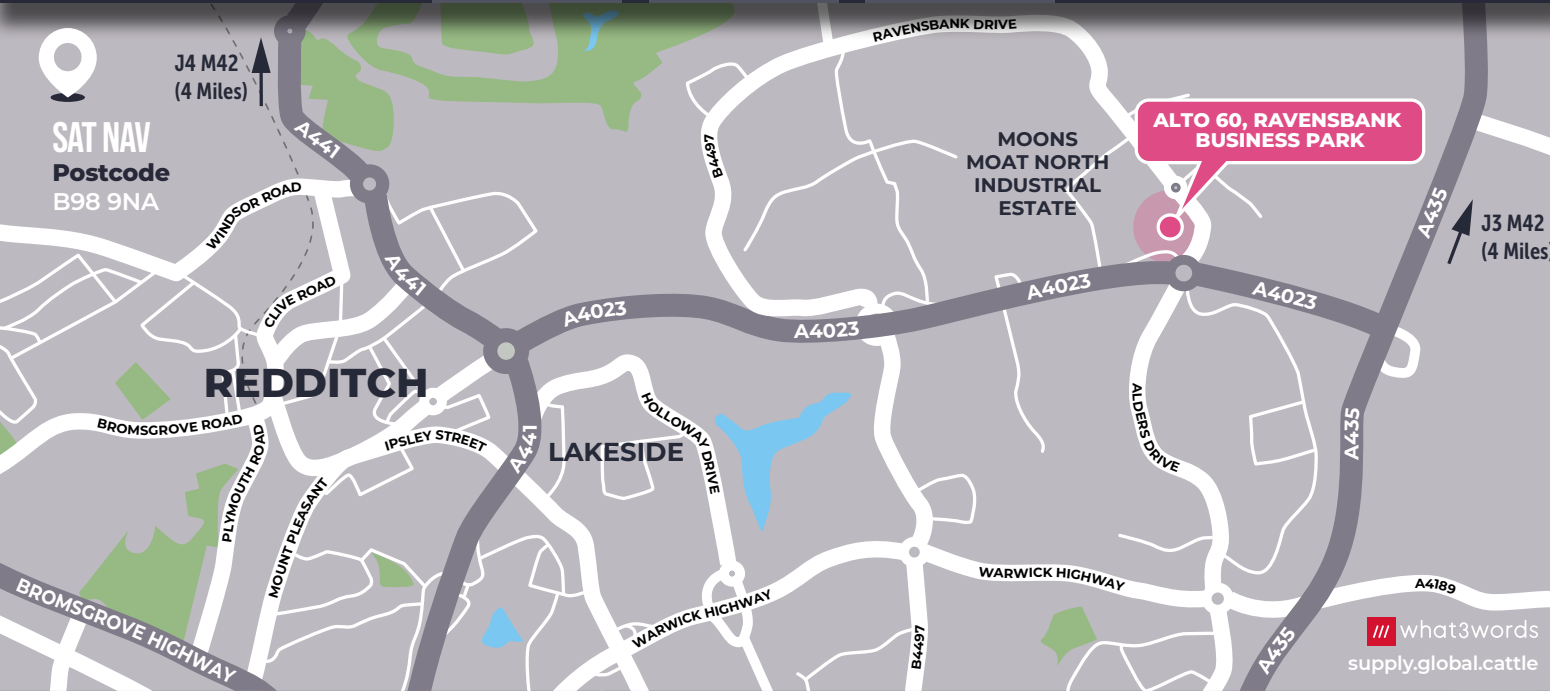 RAVENSBANK DRIVE
J4 M42
(4 Miles)
SAT NAV
Postcode
B98 9NA
A441
WINDSOR ROAD
B4497
MOONS
MOAT NORTH
INDUSTRIAL
ESTATE
ALTO 60, RAVENSBANK
BUSINESS PARK
A435
J3 M42
(4 Miles)
A441
CLIVE ROAD
A4023
A4023
A4023
A4023
REDDITCH
BROMSGROVE ROAD
PLYMOUTH ROAD
IPSLEY STREET
A441
LAKESIDE
HOLLOWAY DRIVE
ALDERS DRIVE
A435
MOUNT PLEASANT
BROMSGROVE HIGHWAY
WARWICK HIGHWAY
WARWICK HIGHWAY
B4497
A4189
A435
what3words
supply.global.cattle